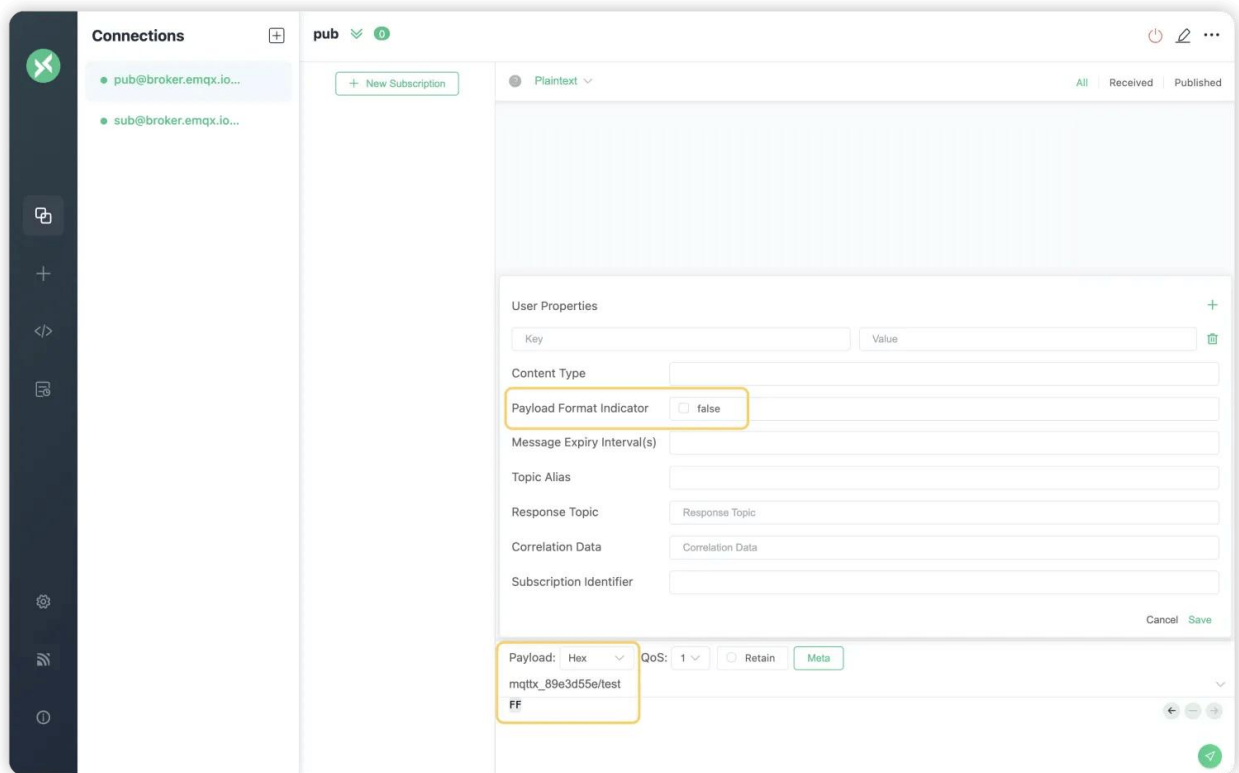 Connections
pub 0
pub@broker.emqx.io...
sub@broker.emqx.io...
+ New Subscription
Plaintext
All Received Published
User Properties
Key Value
Content Type
Payload Format Indicator false
Message Expiry Interval(s)
Topic Alias
Response Topic Response Topic
Correlation Data Correlation Data
Subscription Identifier
Cancel Save
Payload: Hex QoS: 1 Retain Meta
mqttx_89e3d55e/test
FF